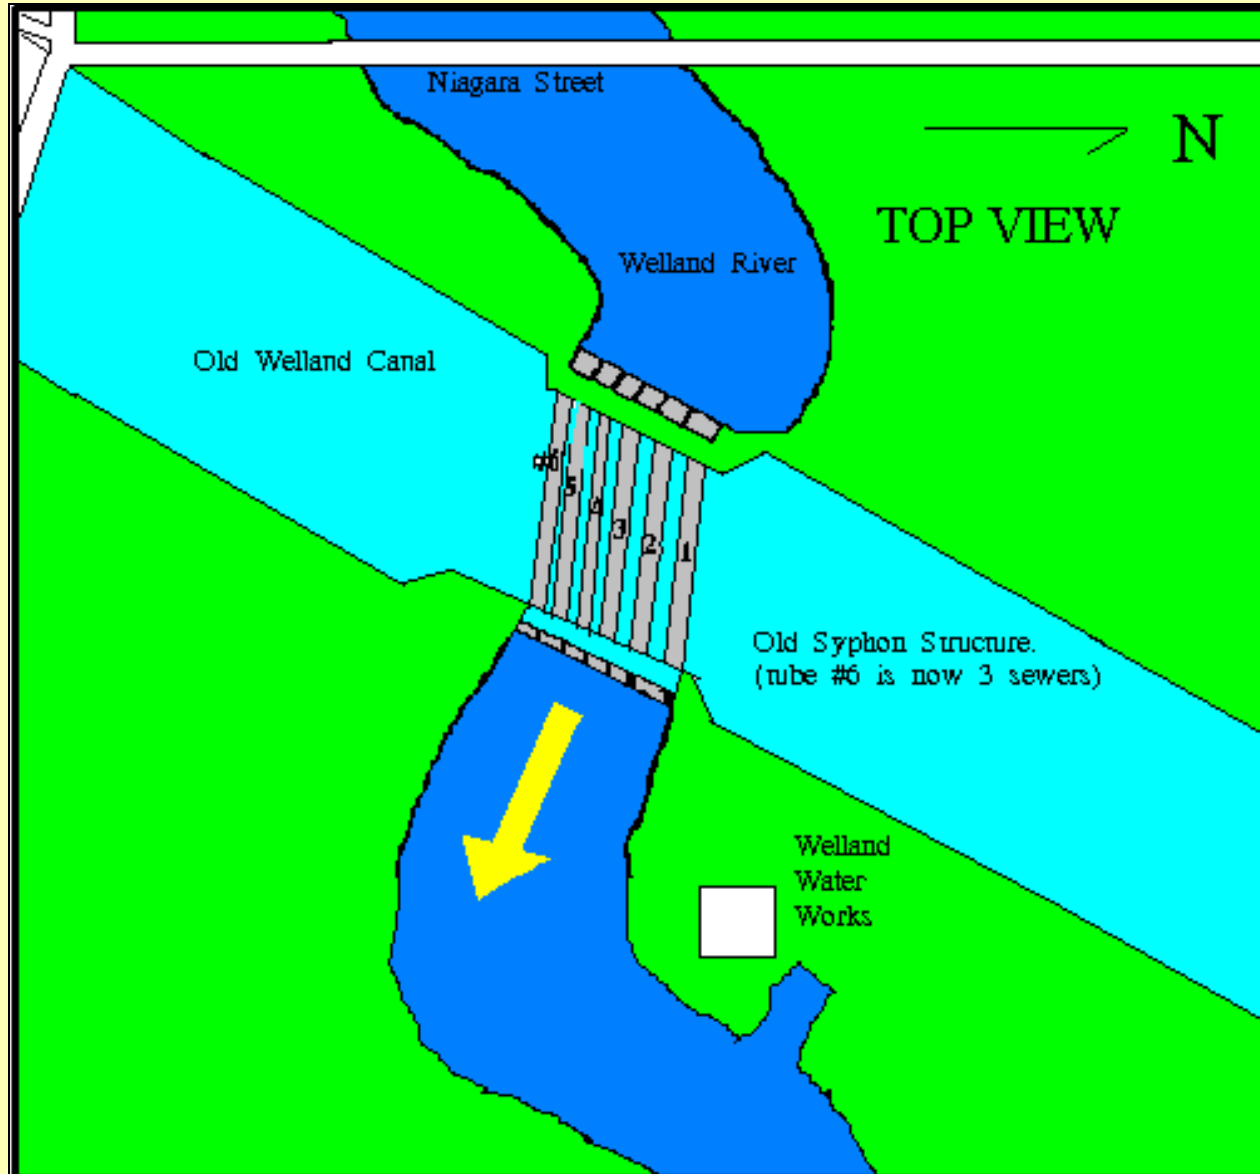 Niagara Street
N
TOP VIEW
Welland River
Old Welland Canal
#6
5
4
3
2
1
Old Syphon Structure.
(tube #6 is now 3 sewers)
Welland
Water
Works